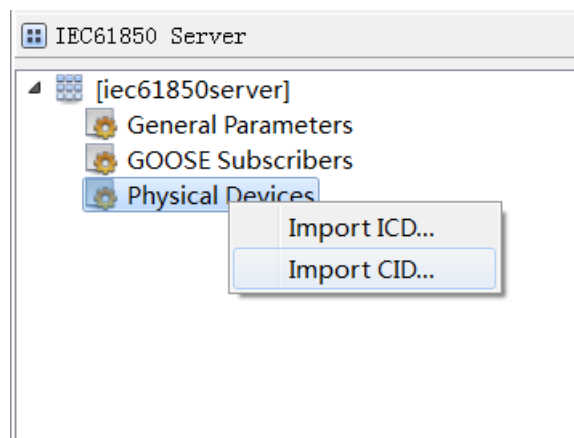 IEC61850 Server
[iec61850server]
General Parameters
GOOSE Subscribers
Physical Devices
Import ICD...
Import CID...